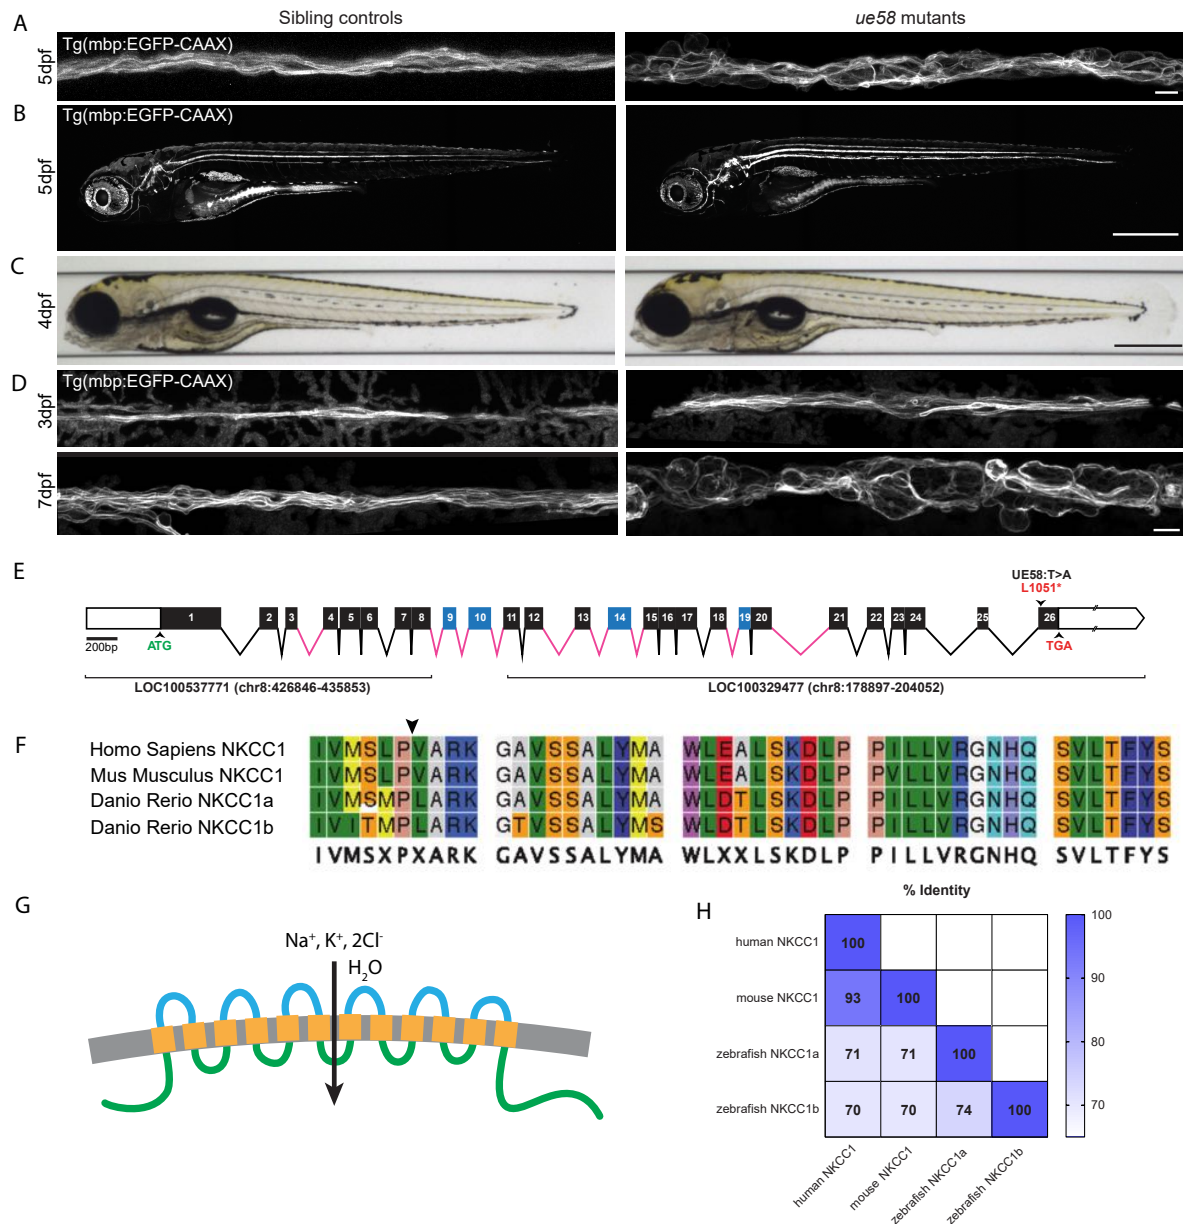 Sibling controls
ue58 mutants
A
5dpf
Tg(mbp:EGFP-CAAX)
B
5dpf
Tg(mbp:EGFP-CAAX)
C
4dpf
D
3dpf
Tg(mbp:EGFP-CAAX)
7dpf
E
UE58:T>A
L1051*
1 2 3 4 5 6 7 8 9 10 11 12 13 14 15 16 17 18 19 20 21 22 23 24 25 26
200bp
ATG
TGA
LOC100537771 (chr8:426846-435853)
LOC100329477 (chr8:178897-204052)
F
Homo Sapiens NKCC1 IVMSLPVARK GAVSSALYMA WLEALSKDLP PILLVRGNHQ SVLTFYS
Mus Musculus NKCC1 IVMSLPVARK GAVSSALYMA WLEALSKDLP PVLLVRGNHQ SVLTFYS
Danio Rerio NKCC1a IVMSMPLARK GAVSSALYMA WLDTLSKDLP PILLVRGNHQ SVLTFYS
Danio Rerio NKCC1b IVITMPLARK GTVSSALYMS WLDTLSKDLP PILLVRGNHQ SVLTFYS
IVMSXPXARK GAVSSALYMA WLXXLSKDLP PILLVRGNHQ SVLTFYS
G
Na⁺, K⁺, 2Cl⁻
H₂O
H
% Identity
human NKCC1 100
mouse NKCC1 93 100
zebrafish NKCC1a 71 71 100
zebrafish NKCC1b 70 70 74 100
human NKCC1
mouse NKCC1
zebrafish NKCC1a
zebrafish NKCC1b
100
90
80
70